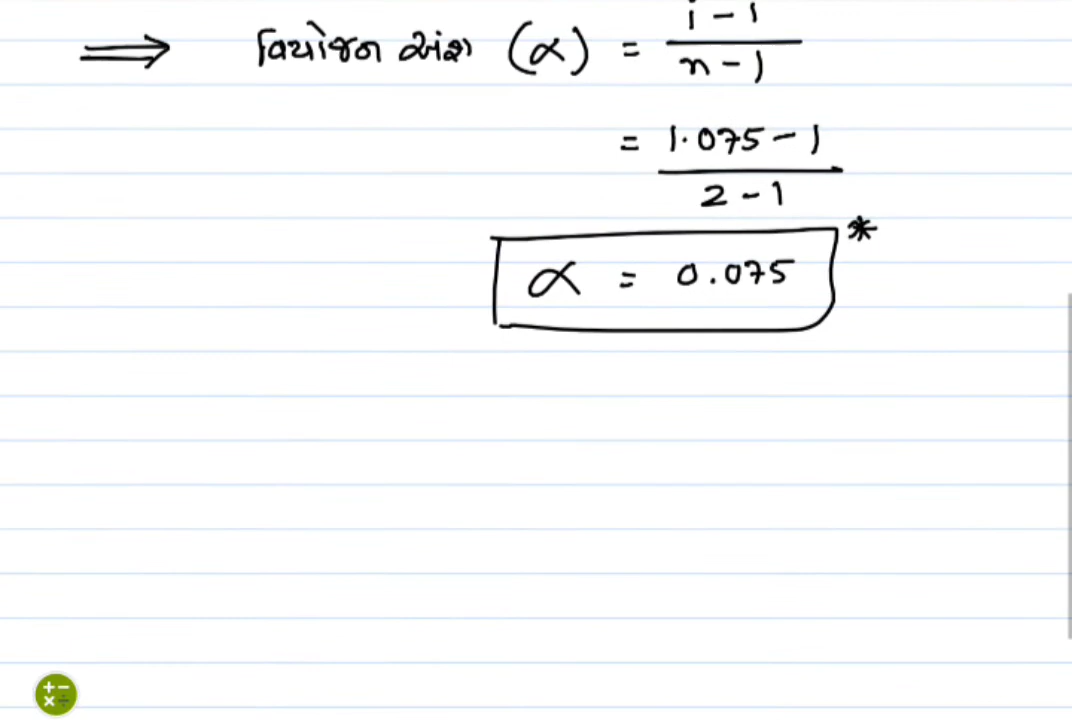 ⟹ વિયોજન અંશ (α) = i - 1 / n - 1
= 1.075 - 1 / 2 - 1
α = 0.075 *